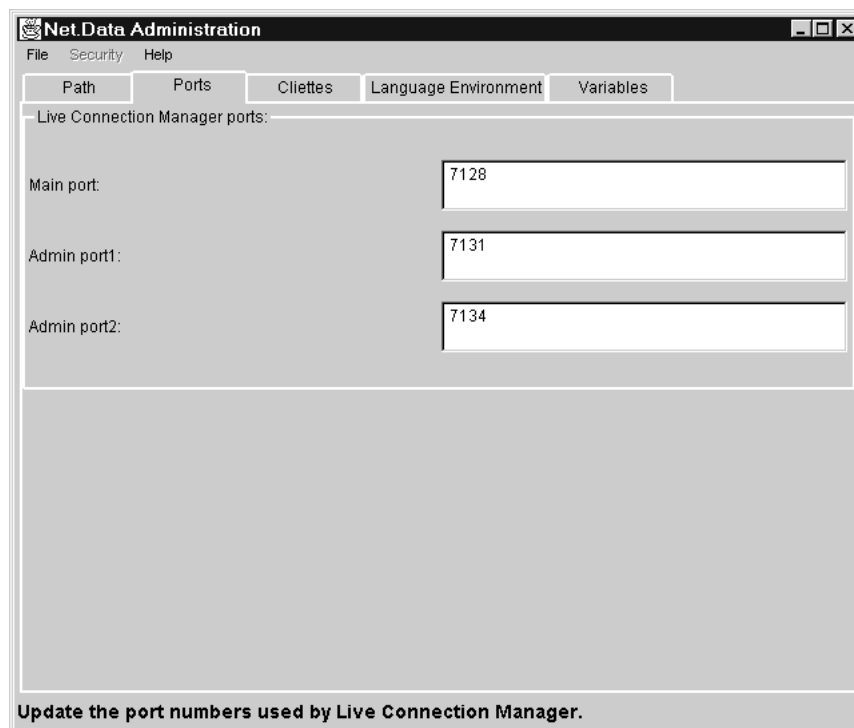 Net.Data Administration
File Security Help
Path Ports Cliettes Language Environment Variables
Live Connection Manager ports:
Main port: 7128
Admin port1: 7131
Admin port2: 7134
Update the port numbers used by Live Connection Manager.